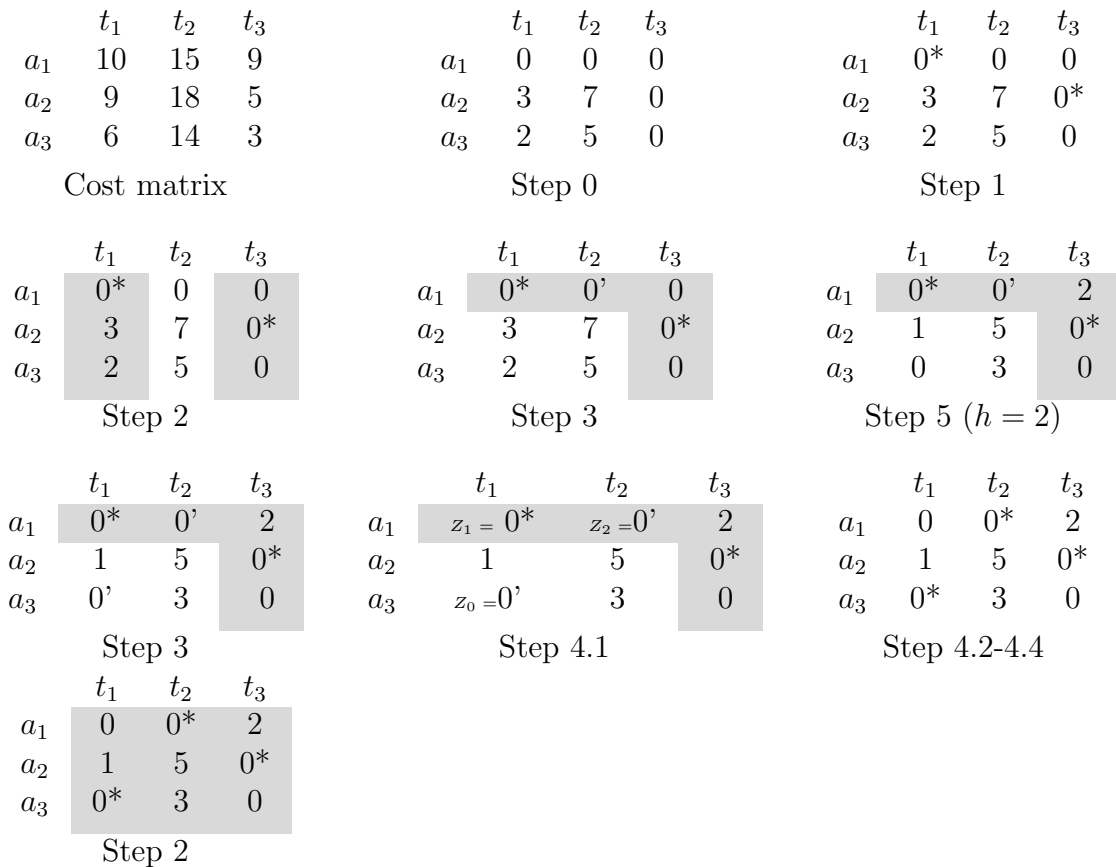 t₁ t₂ t₃
a₁ 10 15 9
a₂ 9 18 5
a₃ 6 14 3
Cost matrix
t₁ t₂ t₃
a₁ 0 0 0
a₂ 3 7 0
a₃ 2 5 0
Step 0
t₁ t₂ t₃
a₁ 0* 0 0
a₂ 3 7 0*
a₃ 2 5 0
Step 1
t₁ t₂ t₃
a₁ 0* 0 0
a₂ 3 7 0*
a₃ 2 5 0
Step 2
t₁ t₂ t₃
a₁ 0* 0’ 0
a₂ 3 7 0*
a₃ 2 5 0
Step 3
t₁ t₂ t₃
a₁ 0* 0’ 2
a₂ 1 5 0*
a₃ 0 3 0
Step 5 (h = 2)
t₁ t₂ t₃
a₁ 0* 0’ 2
a₂ 1 5 0*
a₃ 0’ 3 0
Step 3
t₁ t₂ t₃
a₁ z₁ = 0* z₂ =0’ 2
a₂ 1 5 0*
a₃ z₀ =0’ 3 0
Step 4.1
t₁ t₂ t₃
a₁ 0 0* 2
a₂ 1 5 0*
a₃ 0* 3 0
Step 4.2-4.4
t₁ t₂ t₃
a₁ 0 0* 2
a₂ 1 5 0*
a₃ 0* 3 0
Step 2